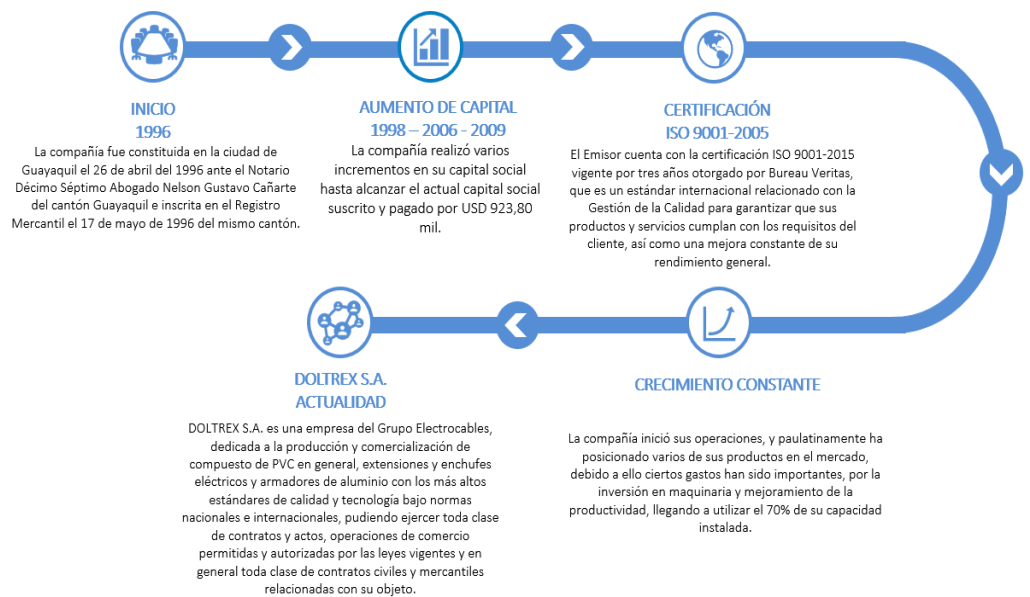 INICIO
1996
La compañía fue constituida en la ciudad de
Guayaquil el 26 de abril del 1996 ante el Notario
Décimo Séptimo Abogado Nelson Gustavo Cañarte
del cantón Guayaquil e inscrita en el Registro
Mercantil el 17 de mayo de 1996 del mismo cantón.
AUMENTO DE CAPITAL
1998 – 2006 - 2009
La compañía realizó varios
incrementos en su capital social
hasta alcanzar el actual capital social
suscrito y pagado por USD 923,80
mil.
CERTIFICACIÓN
ISO 9001-2005
El Emisor cuenta con la certificación ISO 9001-2015
vigente por tres años otorgado por Bureau Veritas,
que es un estándar internacional relacionado con la
Gestión de la Calidad para garantizar que sus
productos y servicios cumplan con los requisitos del
cliente, así como una mejora constante de su
rendimiento general.
CRECIMIENTO CONSTANTE
La compañía inició sus operaciones, y paulatinamente ha
posicionado varios de sus productos en el mercado,
debido a ello ciertos gastos han sido importantes, por la
inversión en maquinaria y mejoramiento de la
productividad, llegando a utilizar el 70% de su capacidad
instalada.
DOLTREX S.A.
ACTUALIDAD
DOLTREX S.A. es una empresa del Grupo Electrocables,
dedicada a la producción y comercialización de
compuesto de PVC en general, extensiones y enchufes
eléctricos y armadores de aluminio con los más altos
estándares de calidad y tecnología bajo normas
nacionales e internacionales, pudiendo ejercer toda clase
de contratos y actos, operaciones de comercio
permitidas y autorizadas por las leyes vigentes y en
general toda clase de contratos civiles y mercantiles
relacionadas con su objeto.